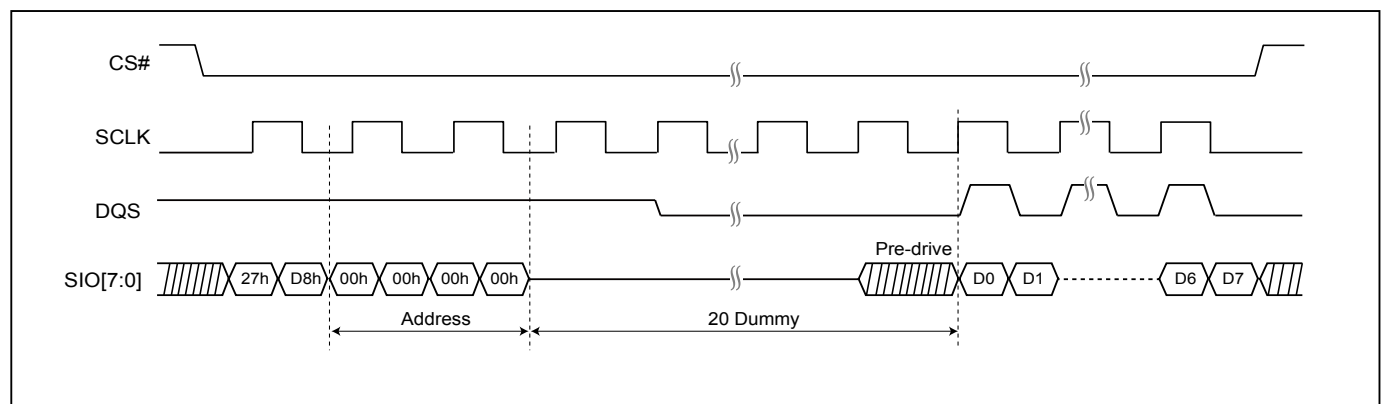 CS#
SCLK
DQS
Pre-drive
SIO[7:0] 27h D8h 00h 00h 00h 00h D0 D1 D6 D7
Address 20 Dummy